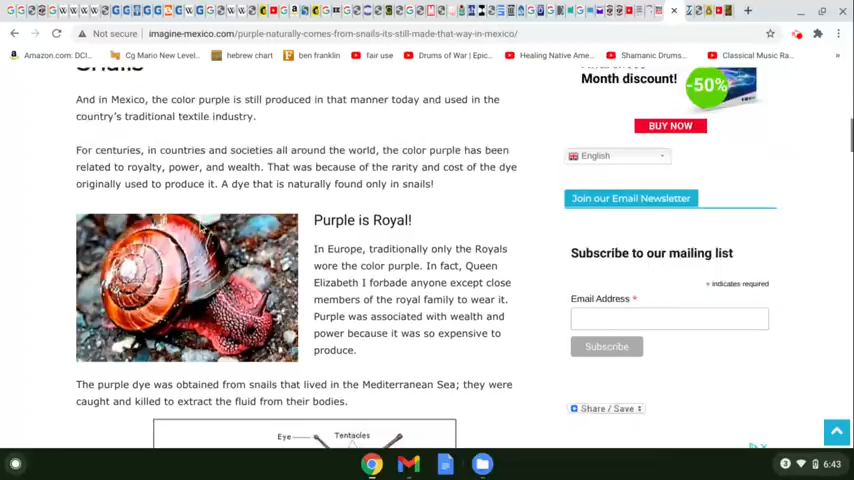 Not secure
imagine-mexico.com/purple-naturally-comes-from-snails-its-still-made-that-way-in-mexico/
Amazon.com: DCI...
Cg Mario New Level...
hebrew chart
ben franklin
fair use
Drums of War | Epic...
Healing Native Ame...
Shamanic Drums...
Classical Music Ra...
»
And in Mexico, the color purple is still produced in that manner today and used in the
country's traditional textile industry.
For centuries, in countries and societies all around the world, the color purple has been
related to royalty, power, and wealth. That was because of the rarity and cost of the dye
originally used to produce it. A dye that is naturally found only in snails!
Purple is Royal!
In Europe, traditionally only the Royals
wore the color purple. In fact, Queen
Elizabeth I forbade anyone except close
members of the royal family to wear it.
Purple was associated with wealth and
power because it was so expensive to
produce.
The purple dye was obtained from snails that lived in the Mediterranean Sea; they were
caught and killed to extract the fluid from their bodies.
Eye
Tentacles
Month discount!
-50%
BUY NOW
English
Join our Email Newsletter
Subscribe to our mailing list
* indicates required
Email Address *
Subscribe
Share / Save
3
6:43